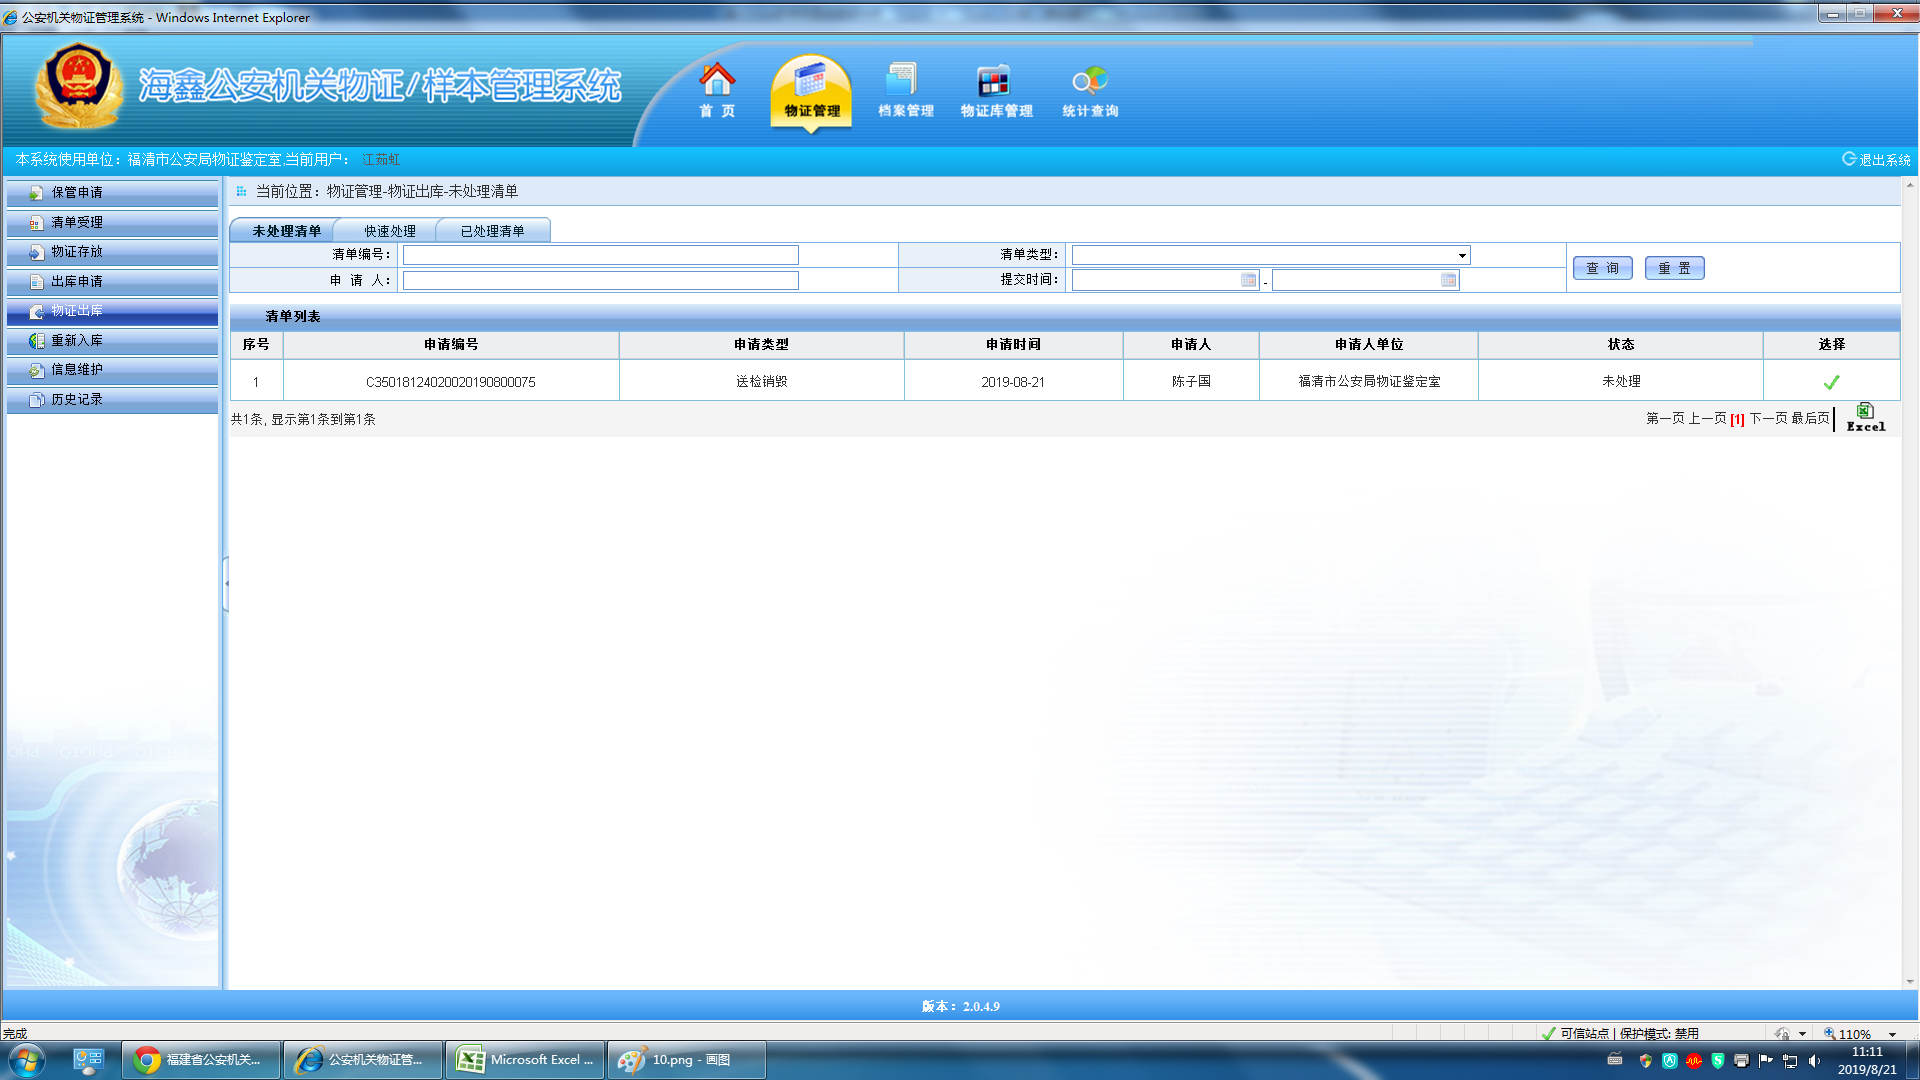 公安机关物证管理系统 - Windows Internet Explorer
海鑫公安机关物证/样本管理系统
首 页
物证管理
档案管理
物证库管理
统计查询
本系统使用单位：福清市公安局物证鉴定室,当前用户： 江茹虹
退出系统
保管申请
清单受理
物证存放
出库申请
物证出库
重新入库
信息维护
历史记录
当前位置：物证管理-物证出库-未处理清单
未处理清单 快速处理 已处理清单
清单编号： 清单类型：
申 请 人： 提交时间： -
查 询 重 置
清单列表
序号 申请编号 申请类型 申请时间 申请人 申请人单位 状态 选择
1 C35018124020020190800075 送检销毁 2019-08-21 陈子国 福清市公安局物证鉴定室 未处理
共1条, 显示第1条到第1条
第一页 上一页 [1] 下一页 最后页
Excel
版本：2.0.4.9
完成
可信站点 | 保护模式: 禁用
110%
福建省公安机关...
公安机关物证管...
Microsoft Excel ...
10.png - 画图
11:11
2019/8/21